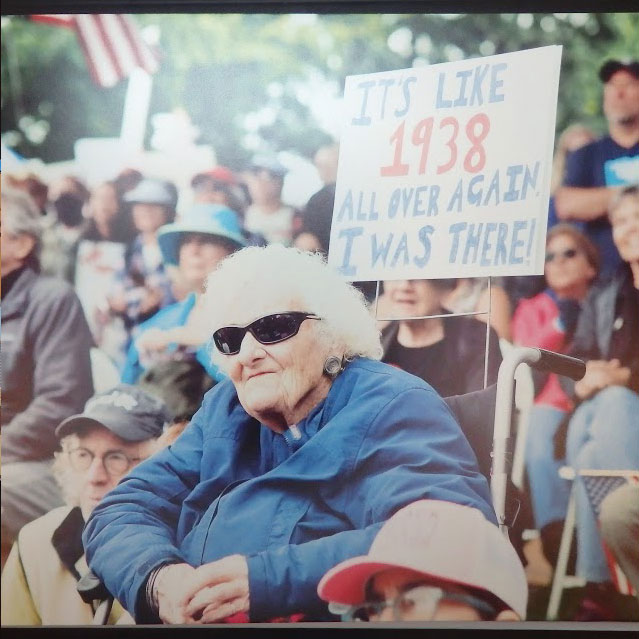 IT'S LIKE
1938
ALL OVER AGAIN
I WAS THERE!